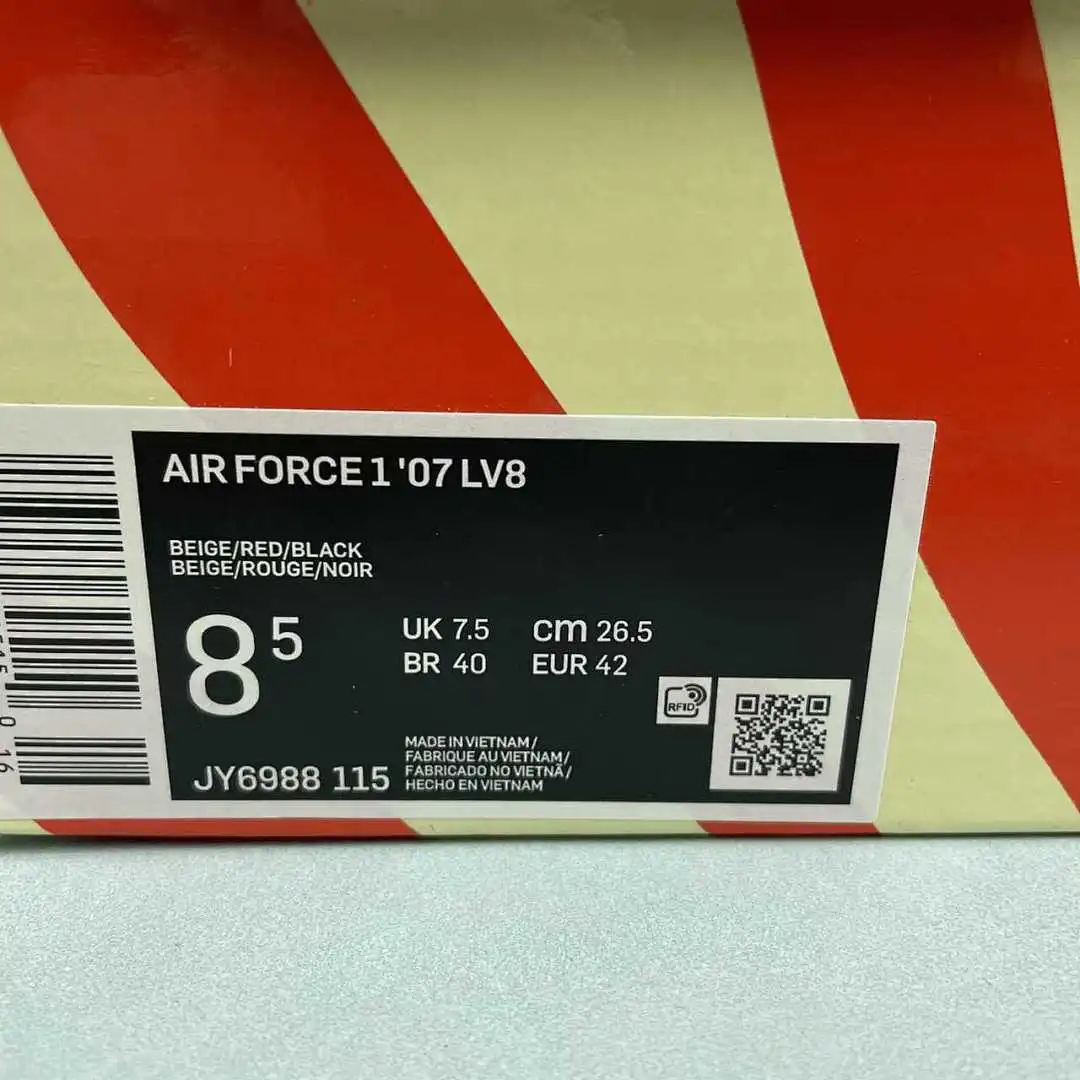 AIR FORCE 1 '07 LV8
BEIGE/RED/BLACK
BEIGE/ROUGE/NOIR
8 5
UK 7.5 cm 26.5
BR 40 EUR 42
RFID
MADE IN VIETNAM/
FABRIQUE AU VIETNAM/
FABRICADO NO VIETNÃ/
HECHO EN VIETNAM
JY6988 115